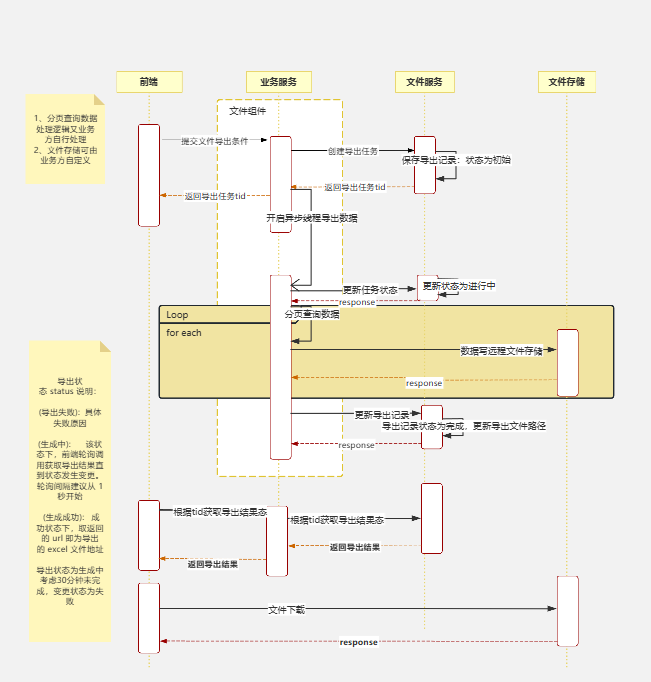 前端
业务服务
文件服务
文件存储
文件组件
1、分页查询数据
处理逻辑又业务
方自行处理
2、文件存储可由
业务方自定义
提交文件导出条件
创建导出任务
保存导出记录：状态为初始
返回导出任务tid
返回导出任务tid
开启异步线程导出数据
更新任务状态
更新状态为进行中
response
Loop
分页查询数据
for each
数据写远程文件存储
response
更新导出记录
导出记录状态为完成，更新导出文件路径
response
导出状
态 status 说明：
(导出失败)：具体
失败原因
(生成中)： 该状
态下，前端轮询调
用获取导出结果直
到状态发生变更。
轮询间隔建议从 1
秒开始
(生成成功)： 成
功状态下，取返回
的 url 即为导出
的 excel 文件地址
导出状态为生成中
考虑30分钟未完
成，变更状态为失
败
根据tid获取导出结果态
根据tid获取导出结果态
返回导出结果
返回导出结果
文件下载
response